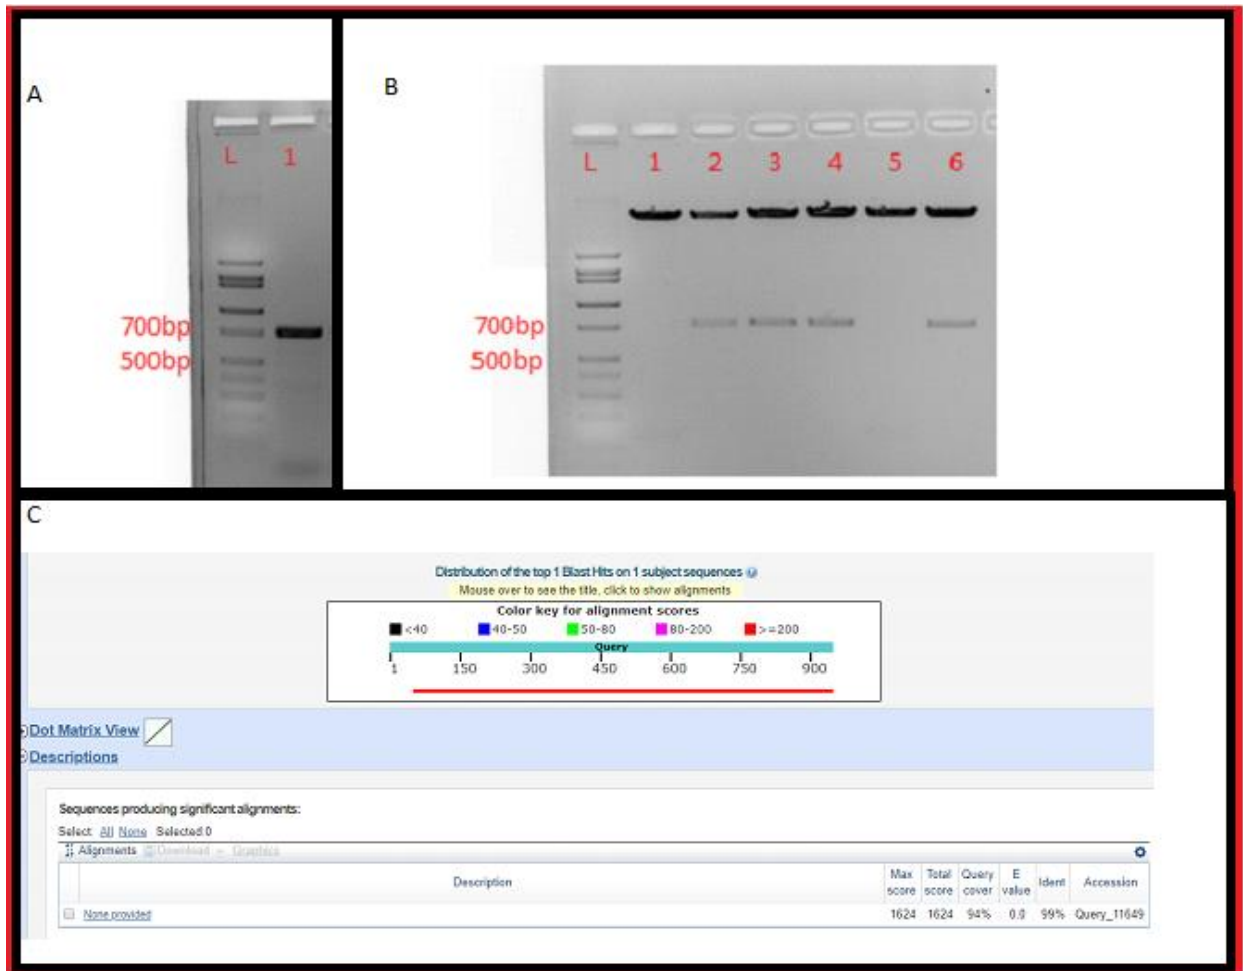 A
L 1
700bp
500bp
B
L 1 2 3 4 5 6
700bp
500bp
C
Distribution of the top 1 Blast Hits on 1 subject sequences
Mouse over to see the title, click to show alignments
Color key for alignment scores
<40 40-50 50-80 80-200 >=200
Query
1 150 300 450 600 750 900
Dot Matrix View
Descriptions
Sequences producing significant alignments:
Select: All None Selected:0
Alignments Download Graphics
Description Max score Total score Query cover E value Ident Accession
None provided 1624 1624 94% 0.0 99% Query_11649